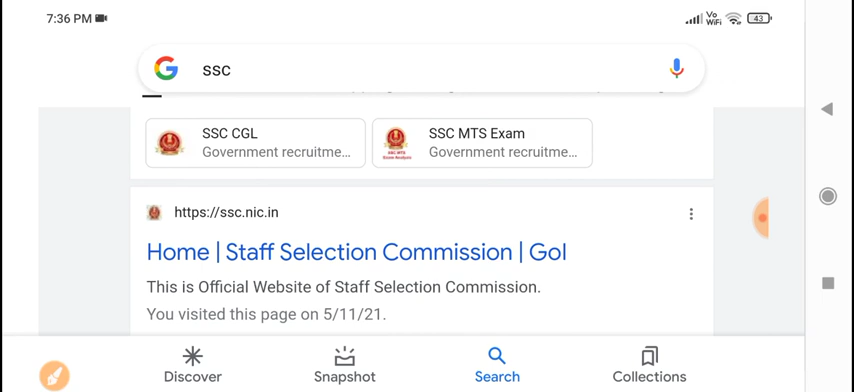 7:36 PM
Vo
WiFi
43
ssc
SSC CGL
Government recruitme...
SSC MTS Exam
Government recruitme...
https://ssc.nic.in
Home | Staff Selection Commission | GoI
This is Official Website of Staff Selection Commission.
You visited this page on 5/11/21.
Discover
Snapshot
Search
Collections